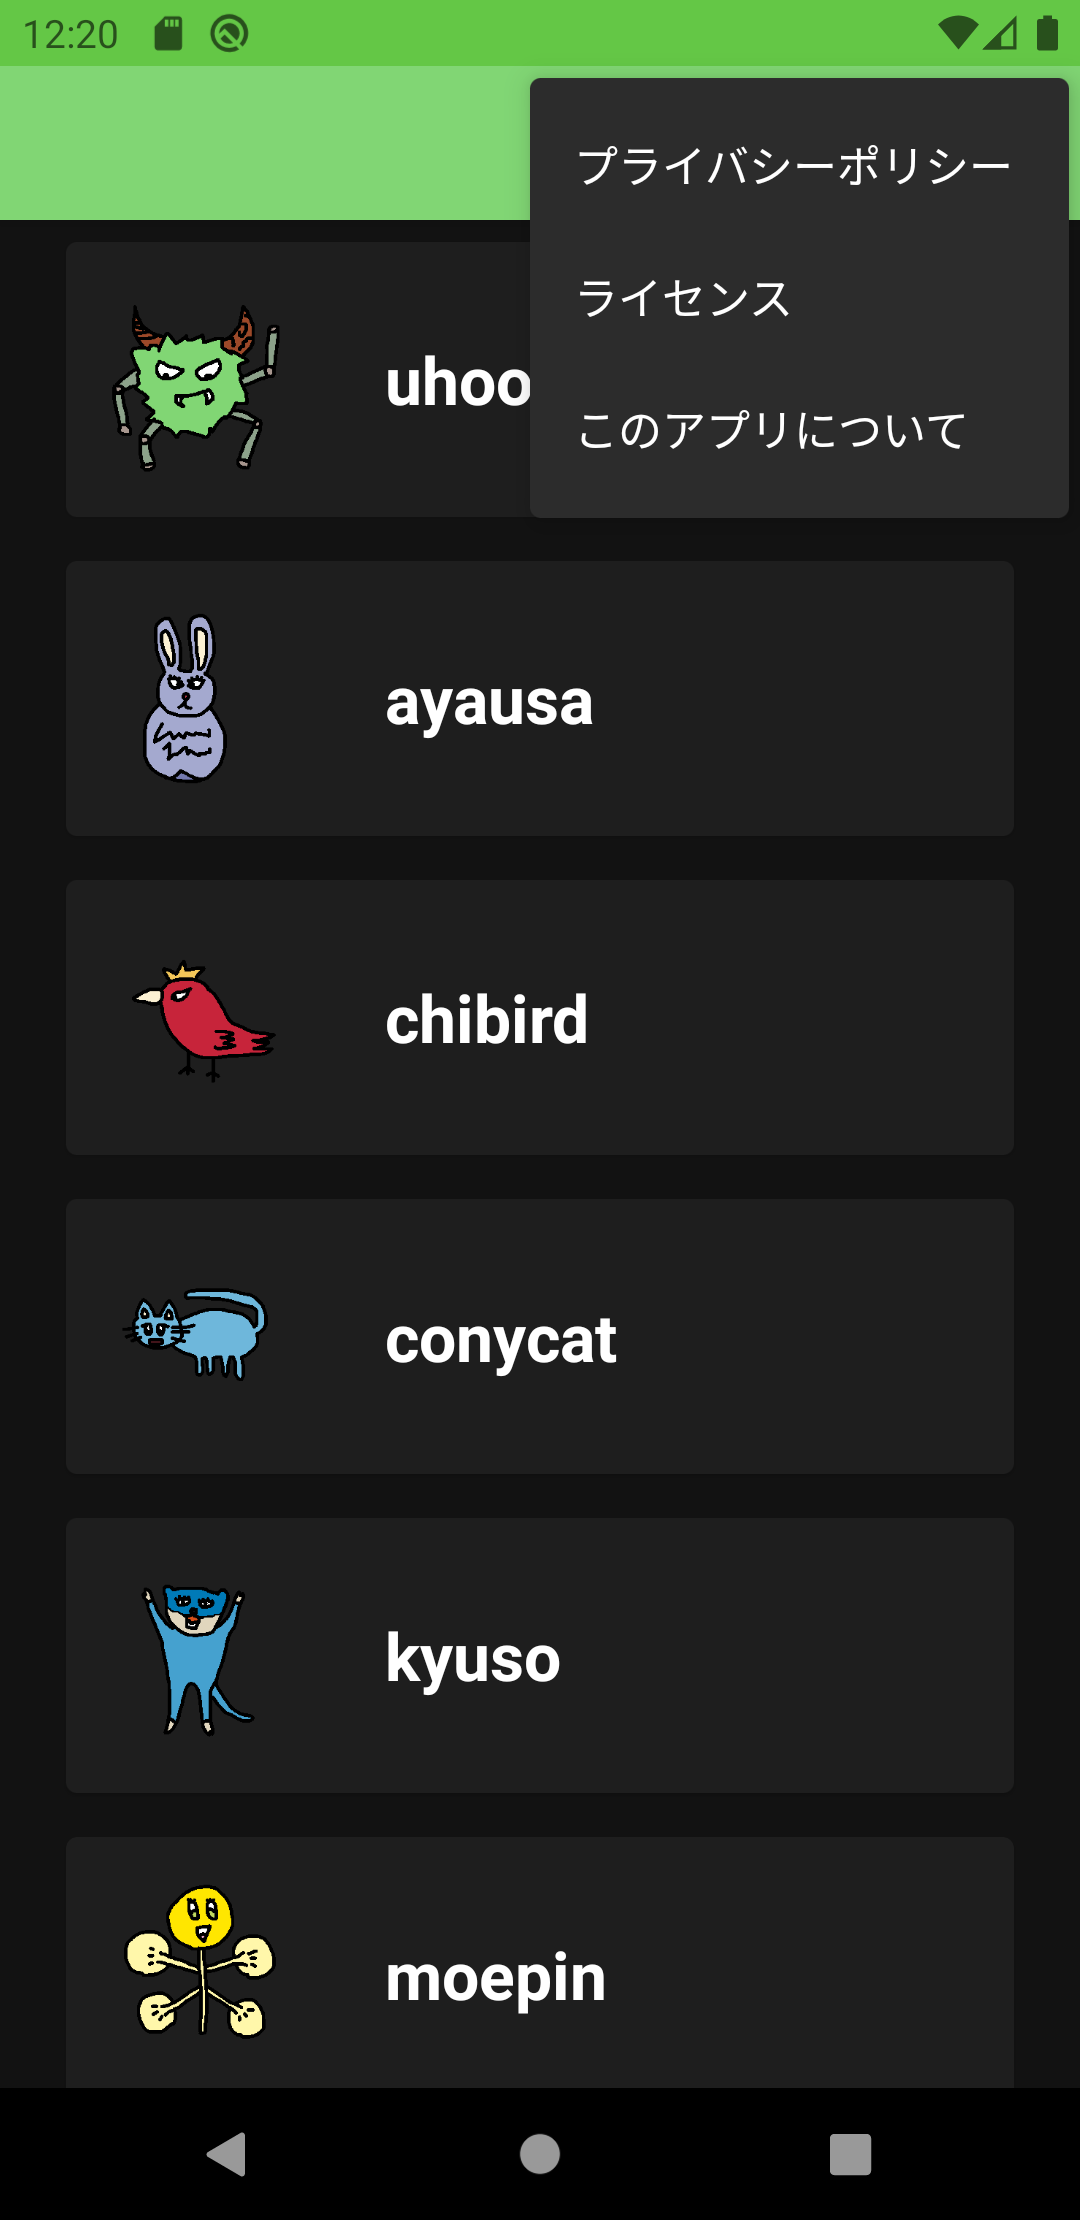 12:20
プライバシーポリシー
ライセンス
このアプリについて
uhoo
ayausa
chibird
conycat
kyuso
moepin